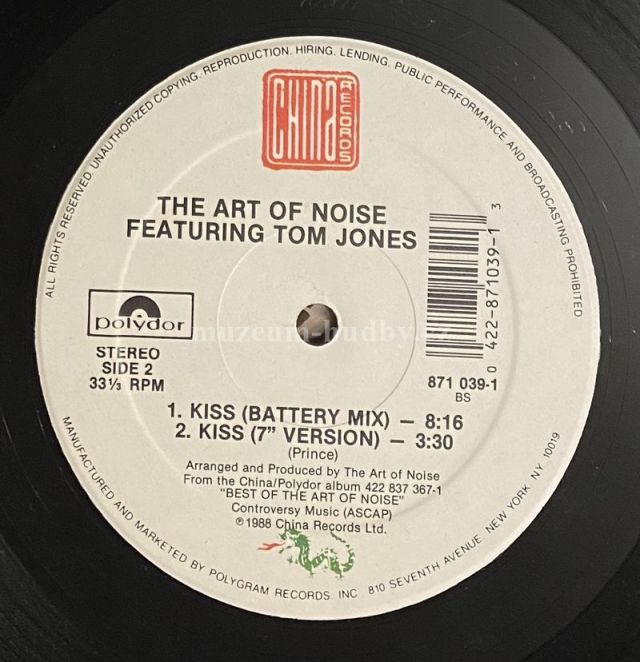 ALL RIGHTS RESERVED. UNAUTHORIZED COPYING, REPRODUCTION, HIRING, LENDING, PUBLIC PERFORMANCE AND BROADCASTING PROHIBITED
CHINA
RECORDS
THE ART OF NOISE
FEATURING TOM JONES
polydor
muzeum-hudby.cz
STEREO
SIDE 2
33⅓ RPM
0 422-871039-1 3
871 039-1
BS
1. KISS (BATTERY MIX) – 8:16
2. KISS (7” VERSION) – 3:30
(Prince)
Arranged and Produced by The Art of Noise
From the China/Polydor album 422 837 367-1
"BEST OF THE ART OF NOISE"
Controversy Music (ASCAP)
℗1988 China Records Ltd.
MANUFACTURED AND MARKETED BY POLYGRAM RECORDS, INC 810 SEVENTH AVENUE, NEW YORK, NY 10019